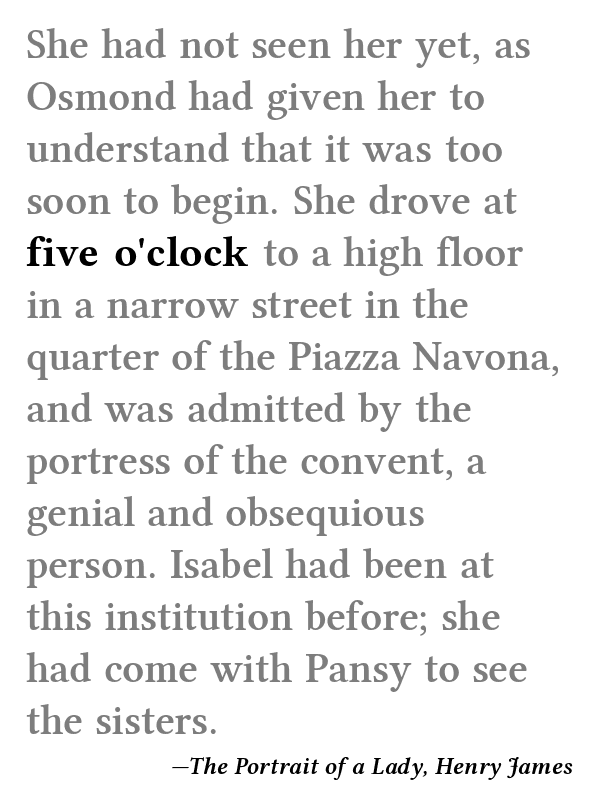 She had not seen her yet, as
Osmond had given her to
understand that it was too
soon to begin. She drove at
five o'clock to a high floor
in a narrow street in the
quarter of the Piazza Navona,
and was admitted by the
portress of the convent, a
genial and obsequious
person. Isabel had been at
this institution before; she
had come with Pansy to see
the sisters.
—The Portrait of a Lady, Henry James